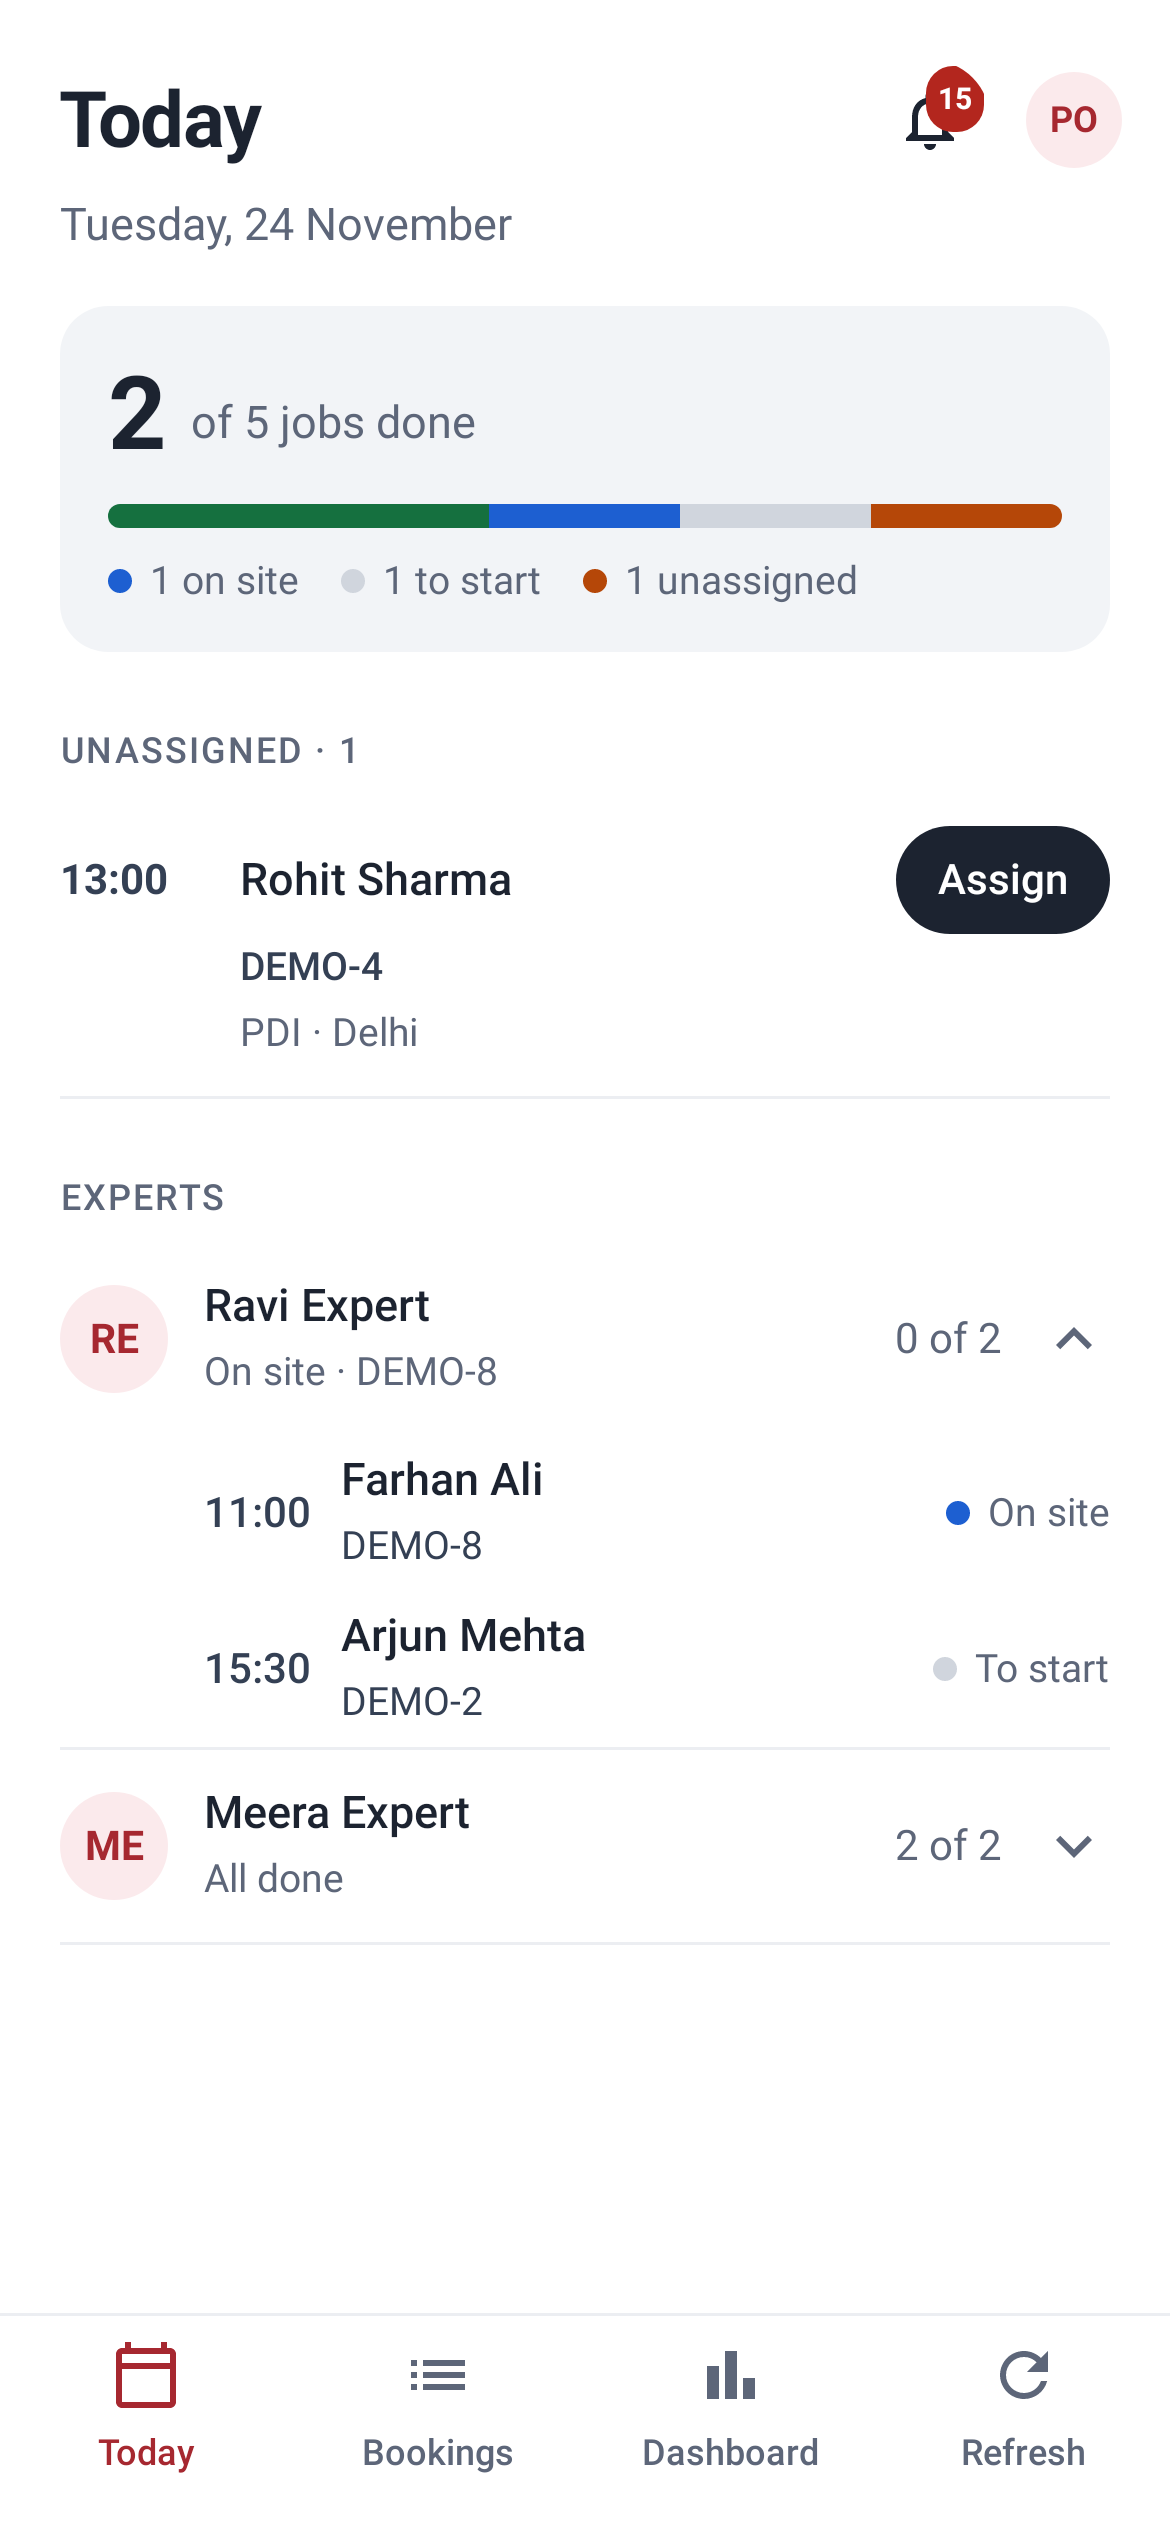 Today
15
PO
Tuesday, 24 November
2 of 5 jobs done
1 on site
1 to start
1 unassigned
UNASSIGNED · 1
13:00
Rohit Sharma
Assign
DEMO-4
PDI · Delhi
EXPERTS
RE
Ravi Expert
On site · DEMO-8
0 of 2
11:00
Farhan Ali
DEMO-8
On site
15:30
Arjun Mehta
DEMO-2
To start
ME
Meera Expert
All done
2 of 2
Today
Bookings
Dashboard
Refresh